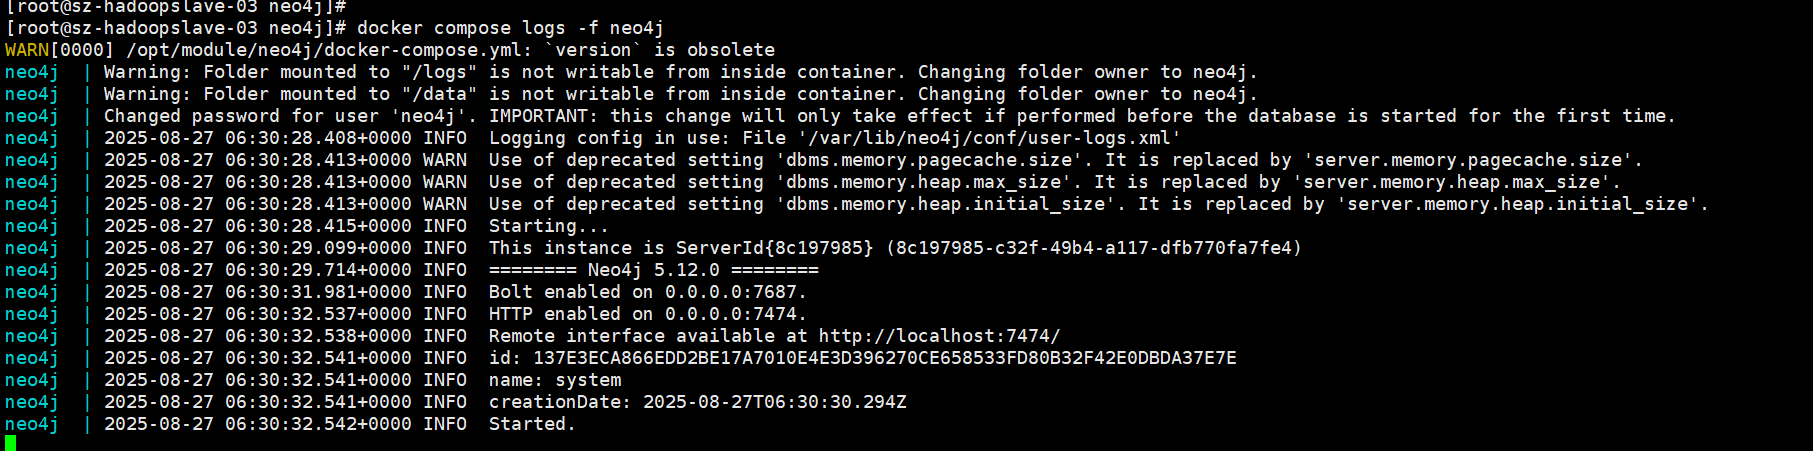 [root@sz-hadoopslave-03 neo4j]#
[root@sz-hadoopslave-03 neo4j]# docker compose logs -f neo4j
WARN[0000] /opt/module/neo4j/docker-compose.yml: `version` is obsolete
neo4j  | Warning: Folder mounted to "/logs" is not writable from inside container. Changing folder owner to neo4j.
neo4j  | Warning: Folder mounted to "/data" is not writable from inside container. Changing folder owner to neo4j.
neo4j  | Changed password for user 'neo4j'. IMPORTANT: this change will only take effect if performed before the database is started for the first time.
neo4j  | 2025-08-27 06:30:28.408+0000 INFO  Logging config in use: File '/var/lib/neo4j/conf/user-logs.xml'
neo4j  | 2025-08-27 06:30:28.413+0000 WARN  Use of deprecated setting 'dbms.memory.pagecache.size'. It is replaced by 'server.memory.pagecache.size'.
neo4j  | 2025-08-27 06:30:28.413+0000 WARN  Use of deprecated setting 'dbms.memory.heap.max_size'. It is replaced by 'server.memory.heap.max_size'.
neo4j  | 2025-08-27 06:30:28.413+0000 WARN  Use of deprecated setting 'dbms.memory.heap.initial_size'. It is replaced by 'server.memory.heap.initial_size'.
neo4j  | 2025-08-27 06:30:28.415+0000 INFO  Starting...
neo4j  | 2025-08-27 06:30:29.099+0000 INFO  This instance is ServerId{8c197985} (8c197985-c32f-49b4-a117-dfb770fa7fe4)
neo4j  | 2025-08-27 06:30:29.714+0000 INFO  ======== Neo4j 5.12.0 ========
neo4j  | 2025-08-27 06:30:31.981+0000 INFO  Bolt enabled on 0.0.0.0:7687.
neo4j  | 2025-08-27 06:30:32.537+0000 INFO  HTTP enabled on 0.0.0.0:7474.
neo4j  | 2025-08-27 06:30:32.538+0000 INFO  Remote interface available at http://localhost:7474/
neo4j  | 2025-08-27 06:30:32.541+0000 INFO  id: 137E3ECA866EDD2BE17A7010E4E3D396270CE658533FD80B32F42E0DBDA37E7E
neo4j  | 2025-08-27 06:30:32.541+0000 INFO  name: system
neo4j  | 2025-08-27 06:30:32.541+0000 INFO  creationDate: 2025-08-27T06:30:30.294Z
neo4j  | 2025-08-27 06:30:32.542+0000 INFO  Started.